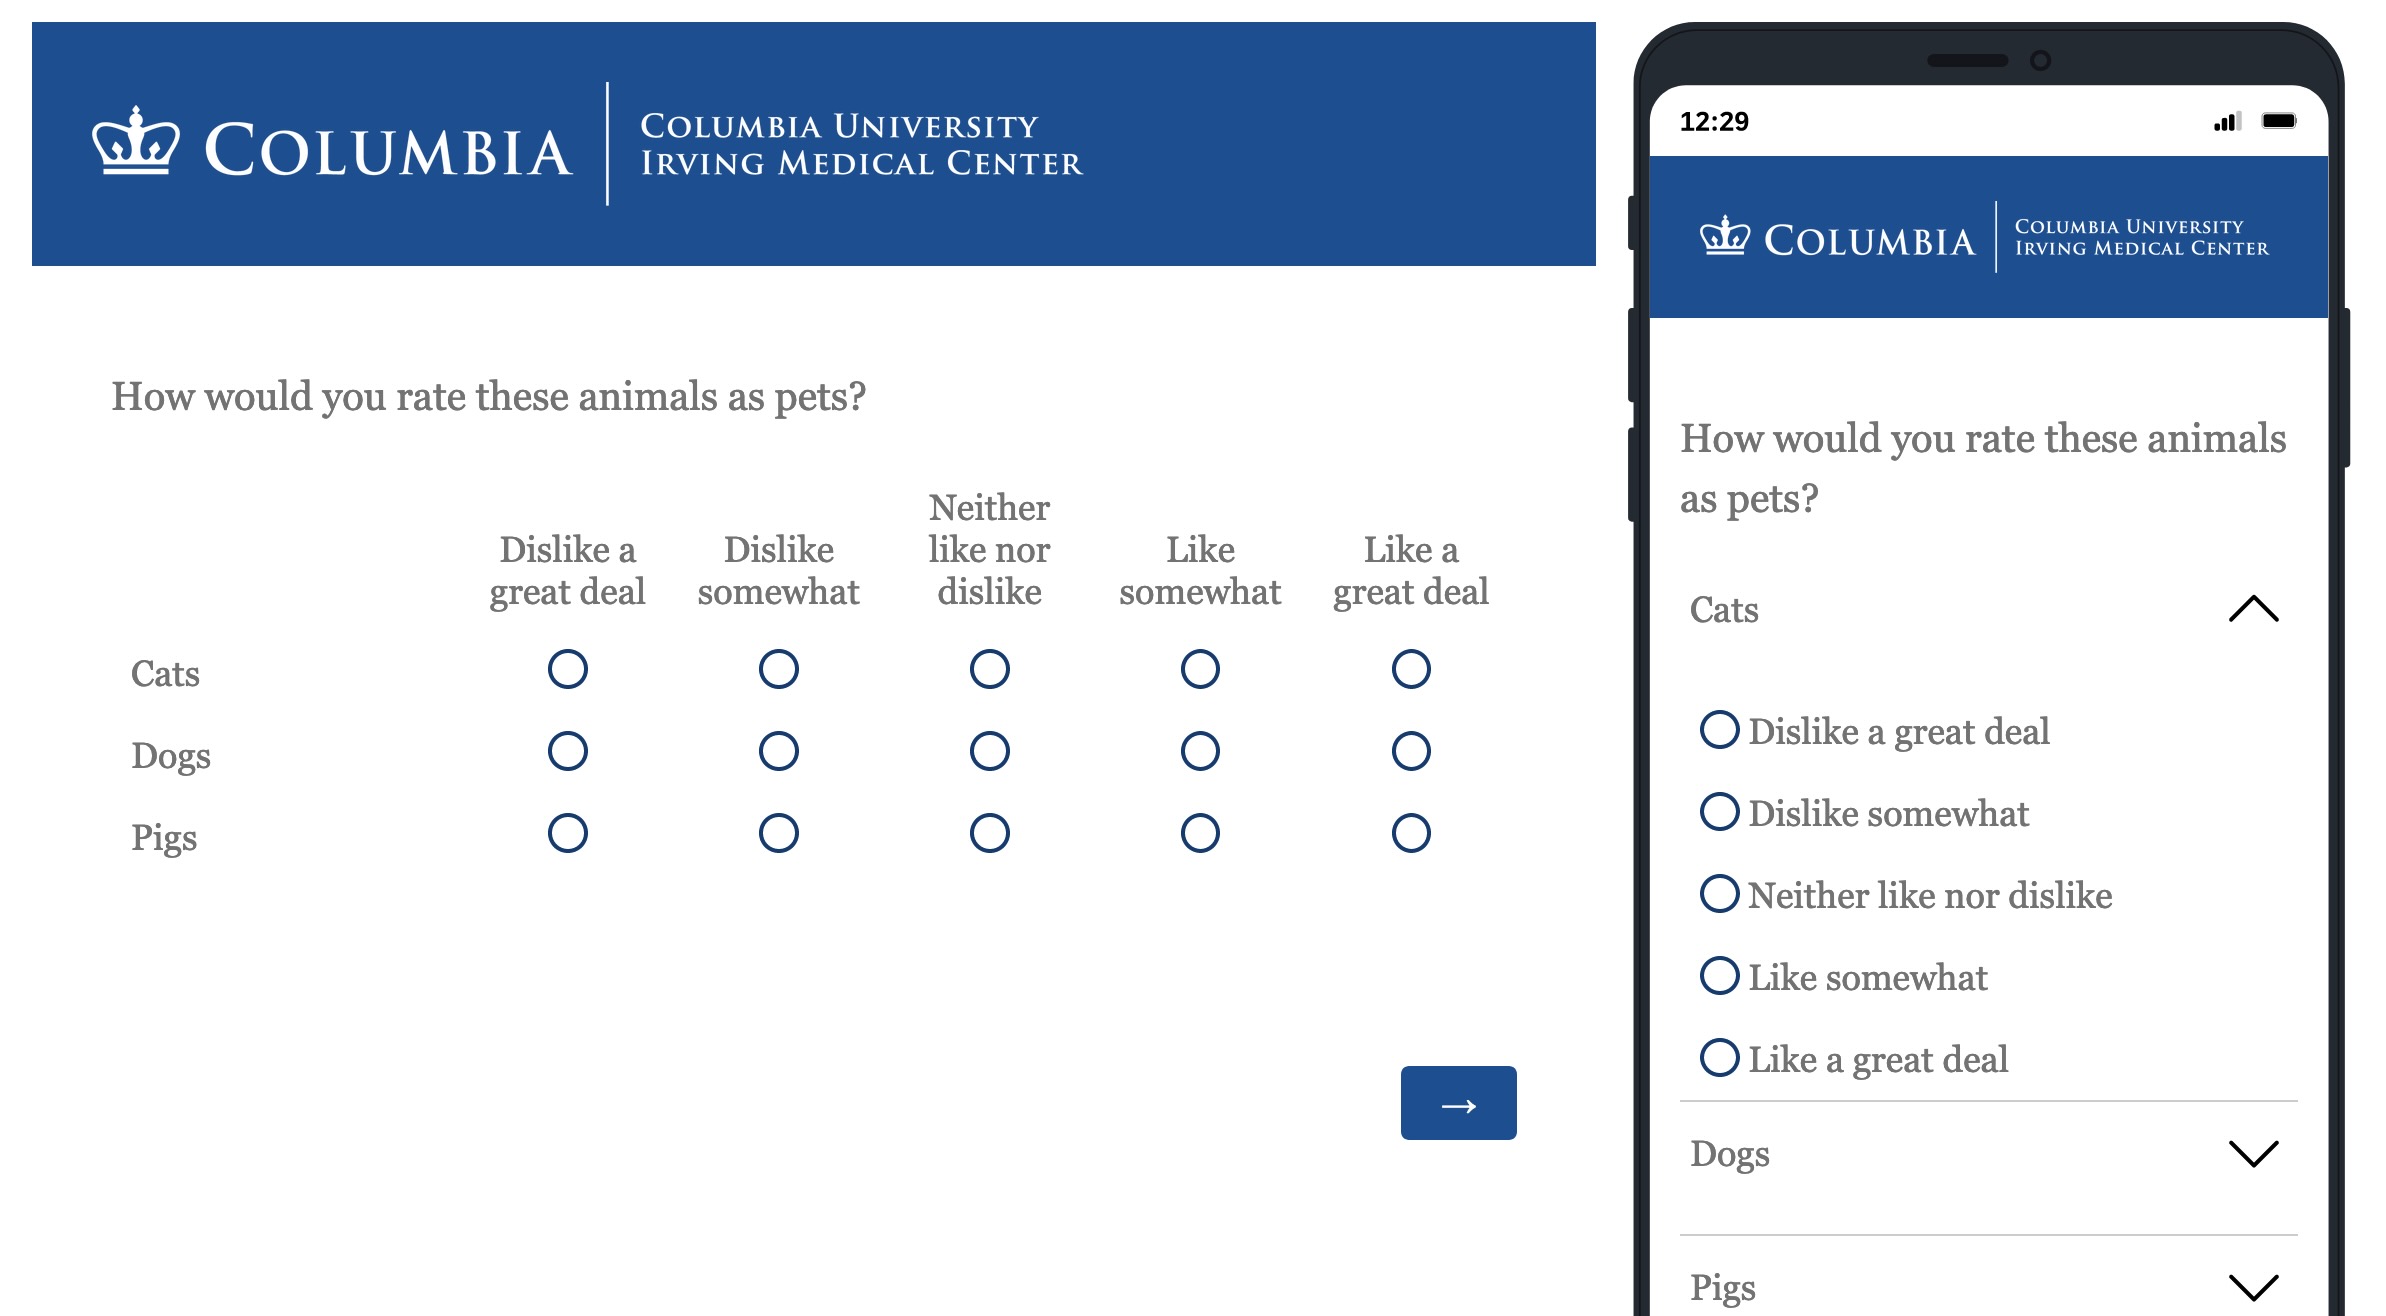 COLUMBIA
COLUMBIA UNIVERSITY
IRVING MEDICAL CENTER
How would you rate these animals as pets?
Dislike a great deal
Dislike somewhat
Neither like nor dislike
Like somewhat
Like a great deal
Cats
Dogs
Pigs
→
12:29
COLUMBIA
COLUMBIA UNIVERSITY
IRVING MEDICAL CENTER
How would you rate these animals
as pets?
Cats
Dislike a great deal
Dislike somewhat
Neither like nor dislike
Like somewhat
Like a great deal
Dogs
Pigs